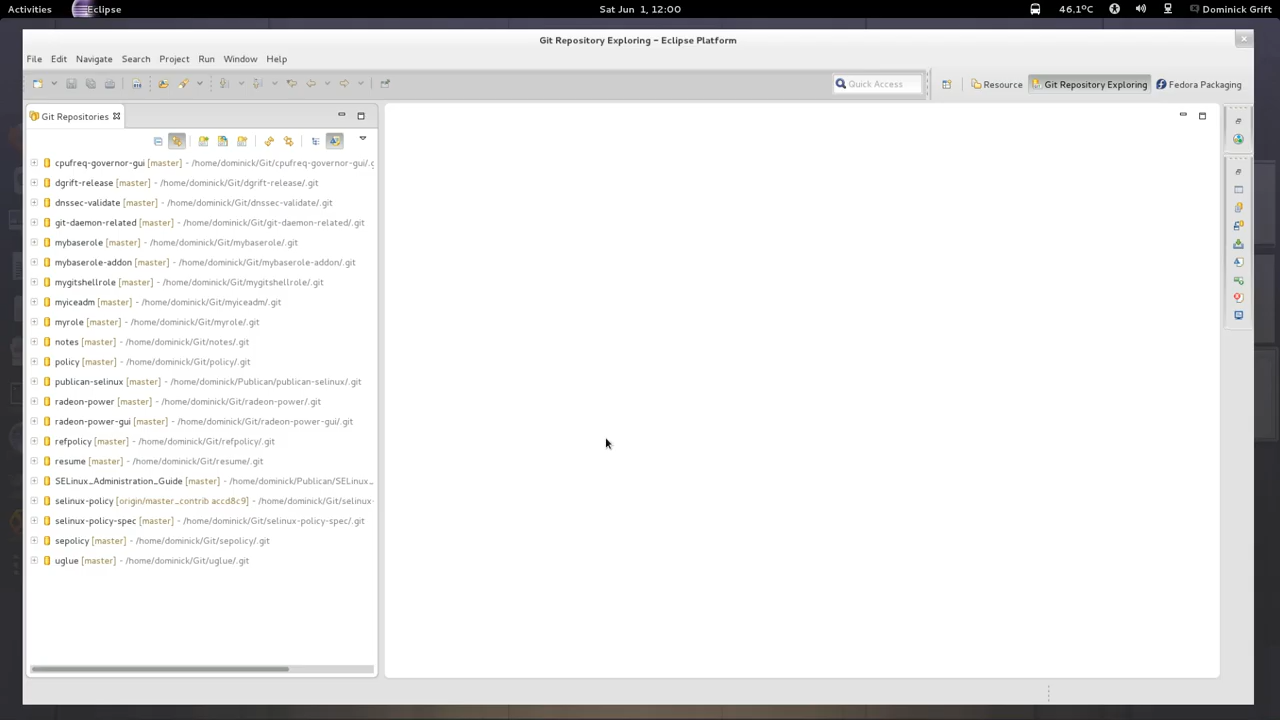 Activities Eclipse Sat Jun 1, 12:00 46.1°C Dominick Grift
Git Repository Exploring – Eclipse Platform
File Edit Navigate Search Project Run Window Help
Quick Access Resource Git Repository Exploring Fedora Packaging
Git Repositories
cpufreq-governor-gui [master] - /home/dominick/Git/cpufreq-governor-gui/.g
dgrift-release [master] - /home/dominick/Git/dgrift-release/.git
dnssec-validate [master] - /home/dominick/Git/dnssec-validate/.git
git-daemon-related [master] - /home/dominick/Git/git-daemon-related/.git
mybaserole [master] - /home/dominick/Git/mybaserole/.git
mybaserole-addon [master] - /home/dominick/Git/mybaserole-addon/.git
mygitshellrole [master] - /home/dominick/Git/mygitshellrole/.git
myiceadm [master] - /home/dominick/Git/myiceadm/.git
myrole [master] - /home/dominick/Git/myrole/.git
notes [master] - /home/dominick/Git/notes/.git
policy [master] - /home/dominick/Git/policy/.git
publican-selinux [master] - /home/dominick/Publican/publican-selinux/.git
radeon-power [master] - /home/dominick/Git/radeon-power/.git
radeon-power-gui [master] - /home/dominick/Git/radeon-power-gui/.git
refpolicy [master] - /home/dominick/Git/refpolicy/.git
resume [master] - /home/dominick/Git/resume/.git
SELinux_Administration_Guide [master] - /home/dominick/Publican/SELinux_
selinux-policy [origin/master_contrib accd8c9] - /home/dominick/Git/selinux-
selinux-policy-spec [master] - /home/dominick/Git/selinux-policy-spec/.git
sepolicy [master] - /home/dominick/Git/sepolicy/.git
uglue [master] - /home/dominick/Git/uglue/.git